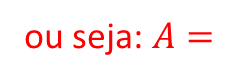 ou seja: A =